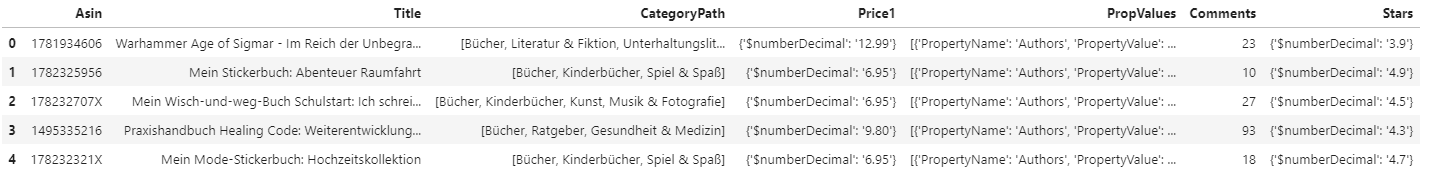 Asin Title CategoryPath Price1 PropValues Comments Stars
0 1781934606 Warhammer Age of Sigmar - Im Reich der Unbegra... [Bücher, Literatur & Fiktion, Unterhaltungslit... {'$numberDecimal': '12.99'} [{'PropertyName': 'Authors', 'PropertyValue': ... 23 {'$numberDecimal': '3.9'}
1 1782325956 Mein Stickerbuch: Abenteuer Raumfahrt [Bücher, Kinderbücher, Spiel & Spaß] {'$numberDecimal': '6.95'} [{'PropertyName': 'Authors', 'PropertyValue': ... 10 {'$numberDecimal': '4.9'}
2 178232707X Mein Wisch-und-weg-Buch Schulstart: Ich schrei... [Bücher, Kinderbücher, Kunst, Musik & Fotografie] {'$numberDecimal': '6.95'} [{'PropertyName': 'Authors', 'PropertyValue': ... 27 {'$numberDecimal': '4.5'}
3 1495335216 Praxishandbuch Healing Code: Weiterentwicklung... [Bücher, Ratgeber, Gesundheit & Medizin] {'$numberDecimal': '9.80'} [{'PropertyName': 'Authors', 'PropertyValue': ... 93 {'$numberDecimal': '4.3'}
4 178232321X Mein Mode-Stickerbuch: Hochzeitskollektion [Bücher, Kinderbücher, Spiel & Spaß] {'$numberDecimal': '6.95'} [{'PropertyName': 'Authors', 'PropertyValue': ... 18 {'$numberDecimal': '4.7'}